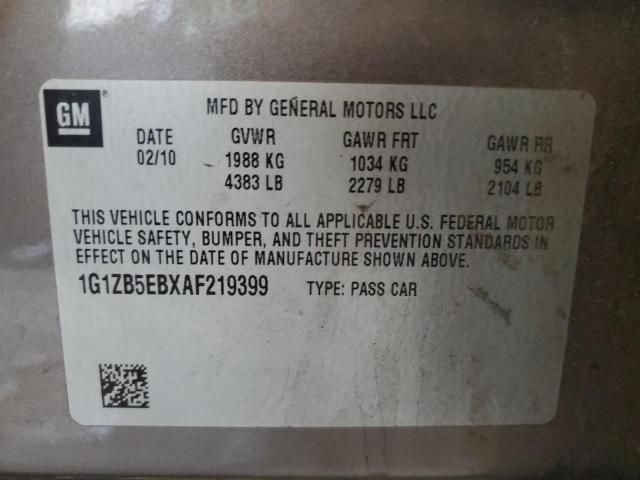 GM ®
MFD BY GENERAL MOTORS LLC
DATE GVWR GAWR FRT GAWR RR
02/10 1988 KG 1034 KG 954 KG
4383 LB 2279 LB 2104 LB
THIS VEHICLE CONFORMS TO ALL APPLICABLE U.S. FEDERAL MOTOR
VEHICLE SAFETY, BUMPER, AND THEFT PREVENTION STANDARDS IN
EFFECT ON THE DATE OF MANUFACTURE SHOWN ABOVE.
1G1ZB5EBXAF219399 TYPE: PASS CAR